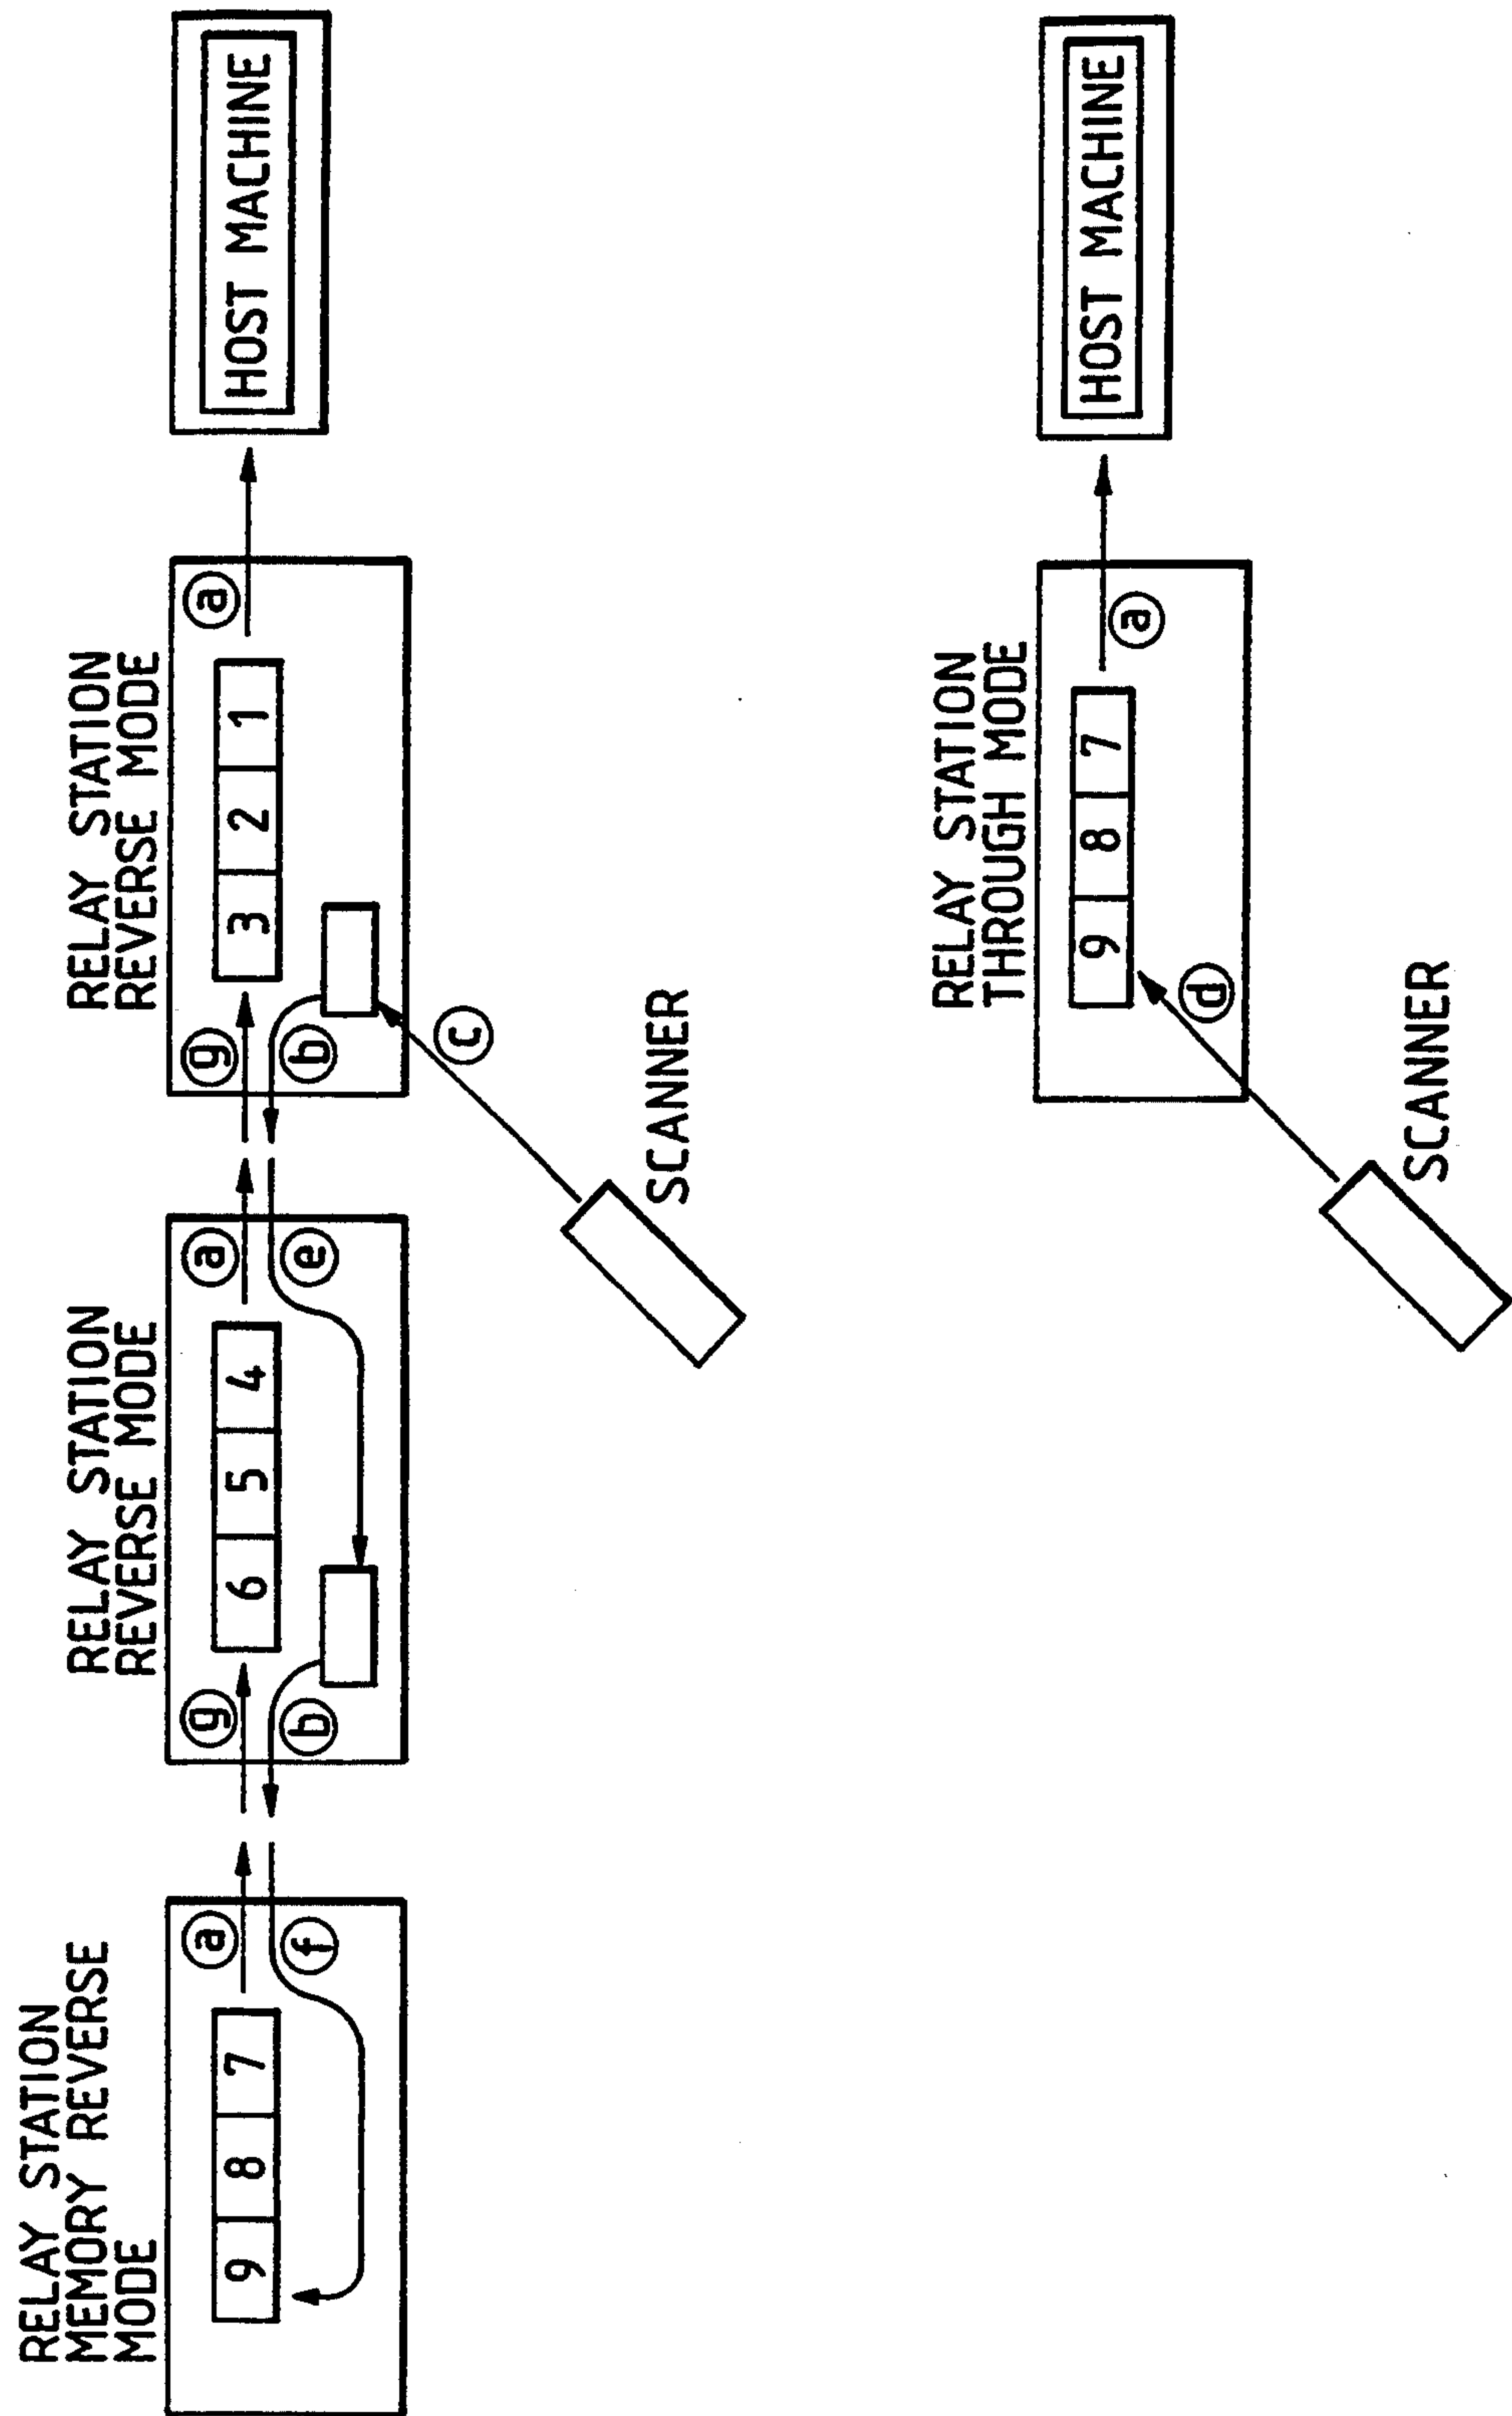 RELAY STATION
MEMORY REVERSE
MODE
9 8 7
a
f
RELAY STATION
REVERSE MODE
g
b
6 5 4
a
e
RELAY STATION
REVERSE MODE
g
b
3 2 1
a
c
SCANNER
HOST MACHINE
RELAY STATION
THROUGH MODE
9 8 7
d
a
SCANNER
HOST MACHINE